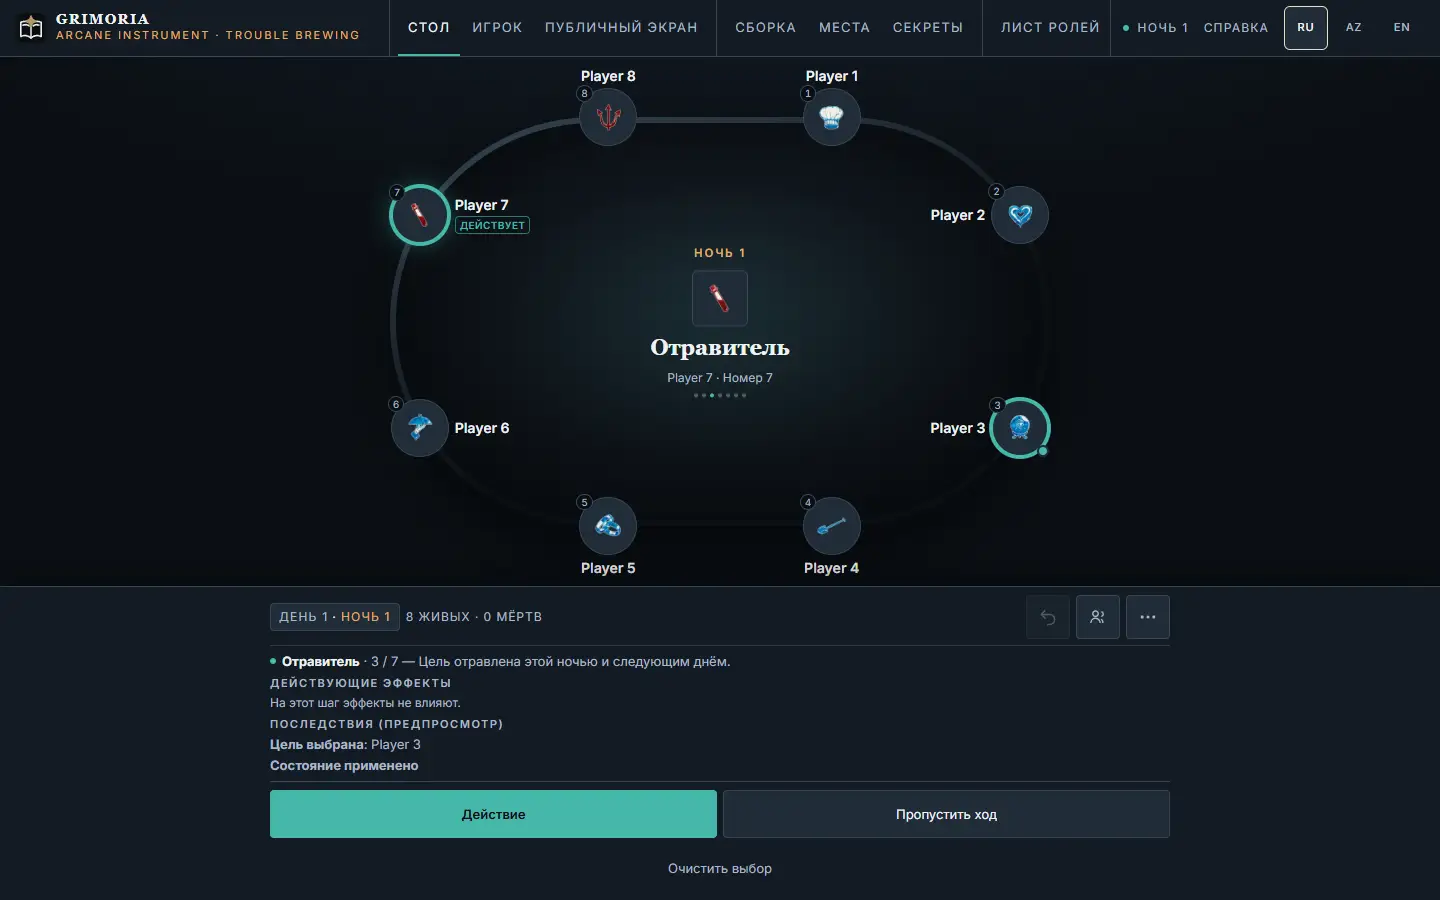 GRIMORIA
ARCANE INSTRUMENT · TROUBLE BREWING
СТОЛ
ИГРОК
ПУБЛИЧНЫЙ ЭКРАН
СБОРКА
МЕСТА
СЕКРЕТЫ
ЛИСТ РОЛЕЙ
НОЧЬ 1
СПРАВКА
RU
AZ
EN
Player 8
8
Player 1
1
7
Player 7
ДЕЙСТВУЕТ
2
Player 2
НОЧЬ 1
Отравитель
Player 7 · Номер 7
6
Player 6
3
Player 3
5
Player 5
4
Player 4
ДЕНЬ 1 · НОЧЬ 1
8 ЖИВЫХ · 0 МЁРТВ
Отравитель · 3 / 7 — Цель отравлена этой ночью и следующим днём.
ДЕЙСТВУЮЩИЕ ЭФФЕКТЫ
На этот шаг эффекты не влияют.
ПОСЛЕДСТВИЯ (ПРЕДПРОСМОТР)
Цель выбрана: Player 3
Состояние применено
Действие
Пропустить ход
Очистить выбор